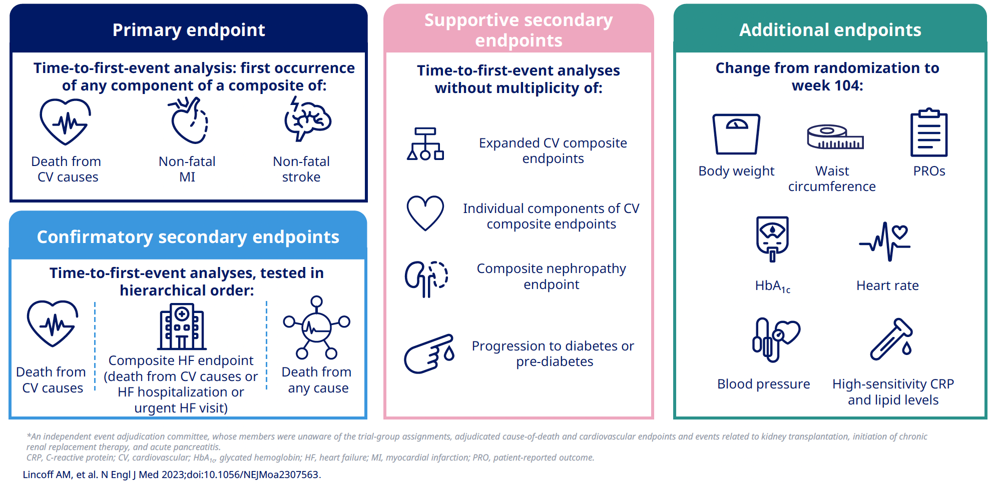 Primary endpoint
Time-to-first-event analysis: first occurrence
of any component of a composite of:
Death from
CV causes
Non-fatal
MI
Non-fatal
stroke
Confirmatory secondary endpoints
Time-to-first-event analyses, tested in
hierarchical order:
Death from
CV causes
Composite HF endpoint
(death from CV causes or
HF hospitalization or
urgent HF visit)
Death from
any cause
Supportive secondary
endpoints
Time-to-first-event analyses
without multiplicity of:
Expanded CV composite
endpoints
Individual components of CV
composite endpoints
Composite nephropathy
endpoint
Progression to diabetes or
pre-diabetes
Additional endpoints
Change from randomization to
week 104:
Body weight
Waist
circumference
PROs
HbA1c
Heart rate
Blood pressure
High-sensitivity CRP
and lipid levels
*An independent event adjudication committee, whose members were unaware of the trial-group assignments, adjudicated cause-of-death and cardiovascular endpoints and events related to kidney transplantation, initiation of chronic
renal replacement therapy, and acute pancreatitis.
CRP, C-reactive protein; CV, cardiovascular; HbA1c, glycated hemoglobin; HF, heart failure; MI, myocardial infarction; PRO, patient-reported outcome.
Lincoff AM, et al. N Engl J Med 2023;doi:10.1056/NEJMoa2307563.